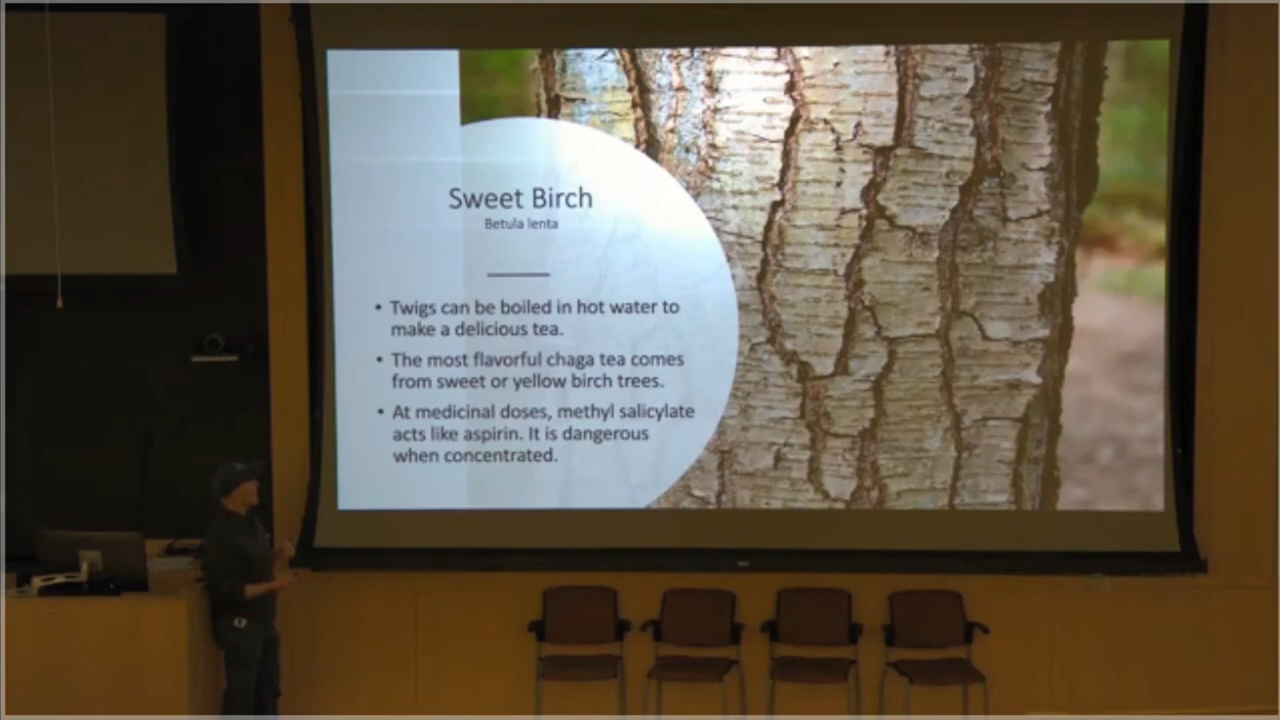 Sweet Birch
Betula lenta
• Twigs can be boiled in hot water to
make a delicious tea.
• The most flavorful chaga tea comes
from sweet or yellow birch trees.
• At medicinal doses, methyl salicylate
acts like aspirin. It is dangerous
when concentrated.